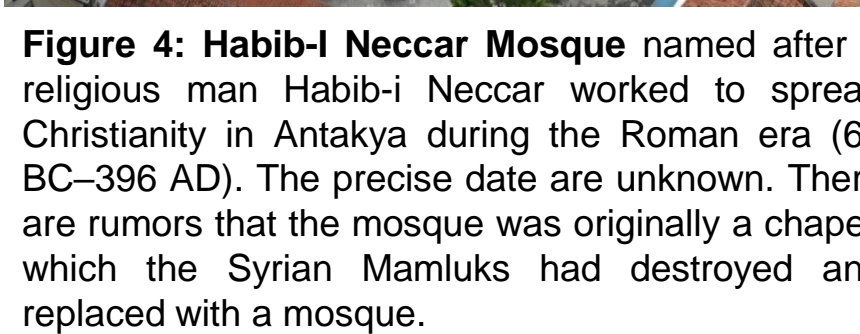 Figure 4: Habib-I Neccar Mosque named after
religious man Habib-i Neccar worked to sprea
Christianity in Antakya during the Roman era (6
BC–396 AD). The precise date are unknown. Ther
are rumors that the mosque was originally a chape
which the Syrian Mamluks had destroyed an
replaced with a mosque.